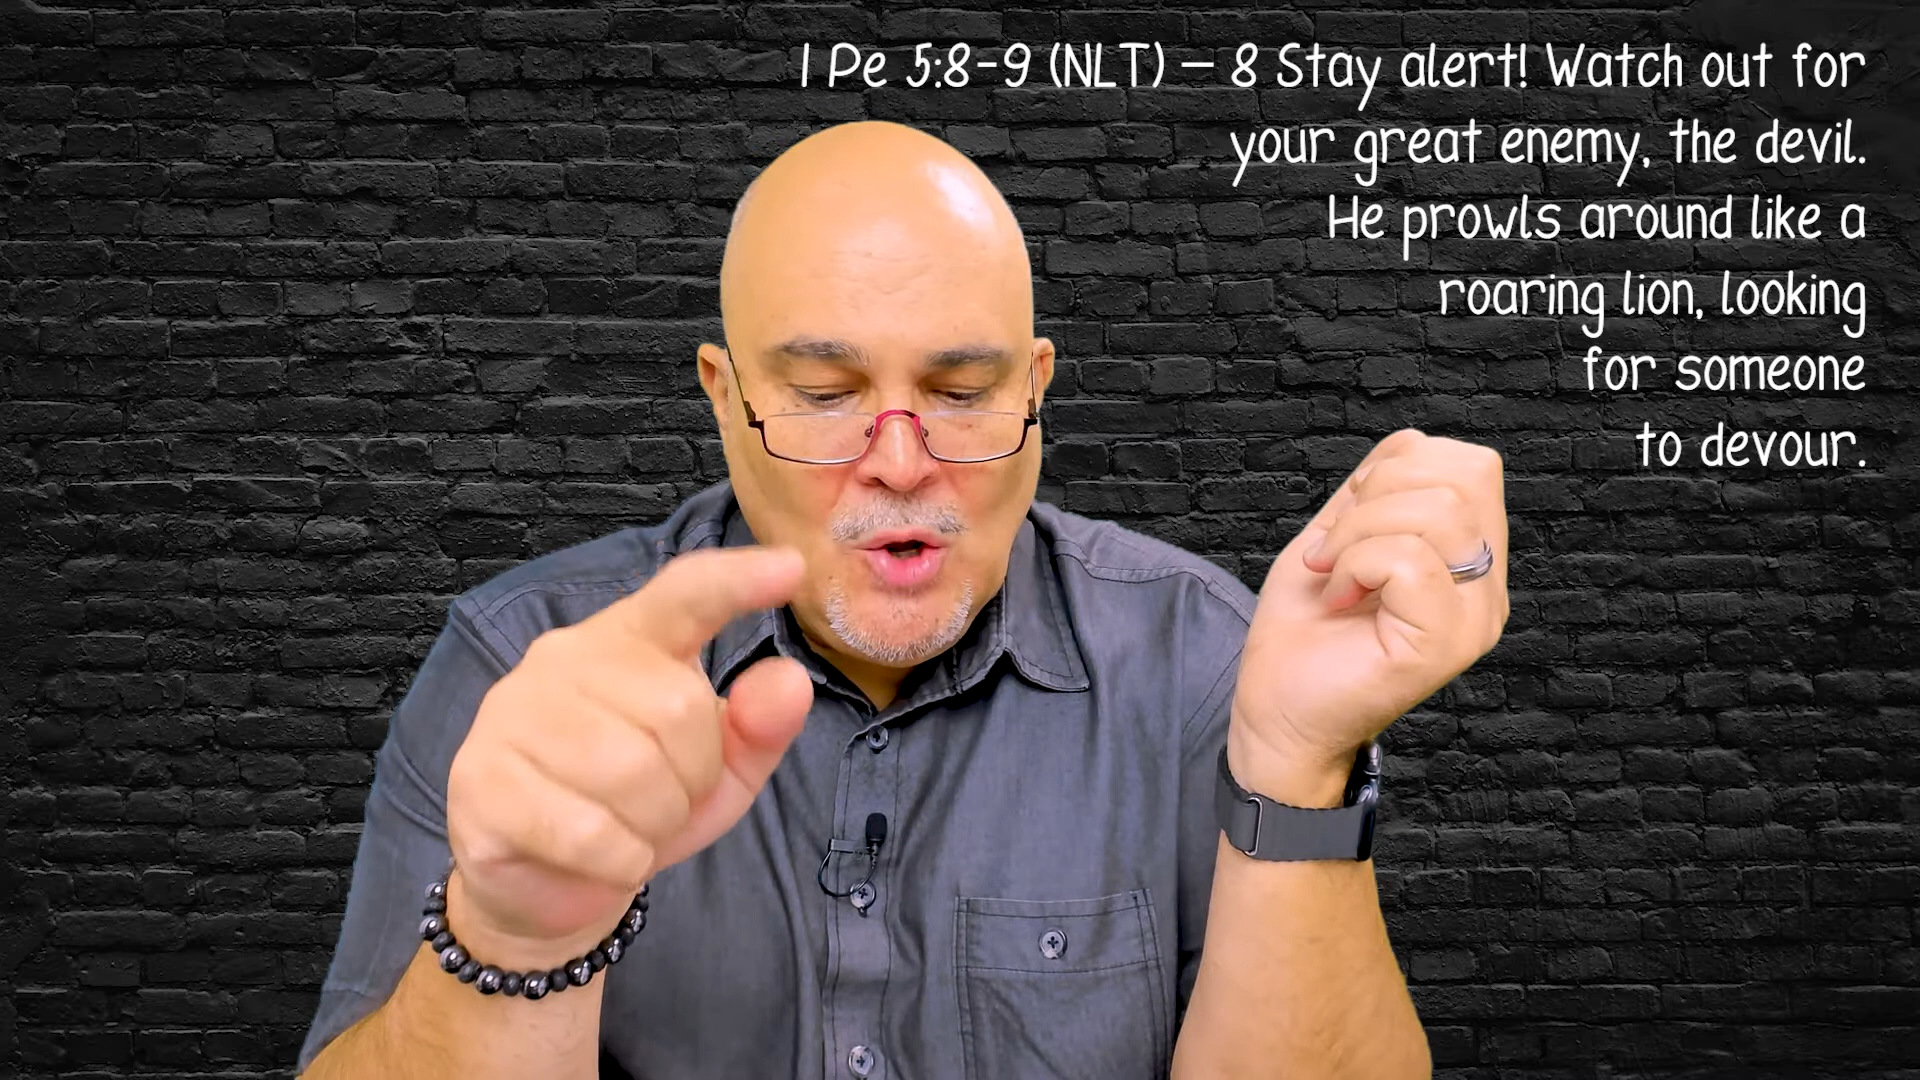 1 Pe 5:8-9 (NLT) – 8 Stay alert! Watch out for
your great enemy, the devil.
He prowls around like a
roaring lion, looking
for someone
to devour.